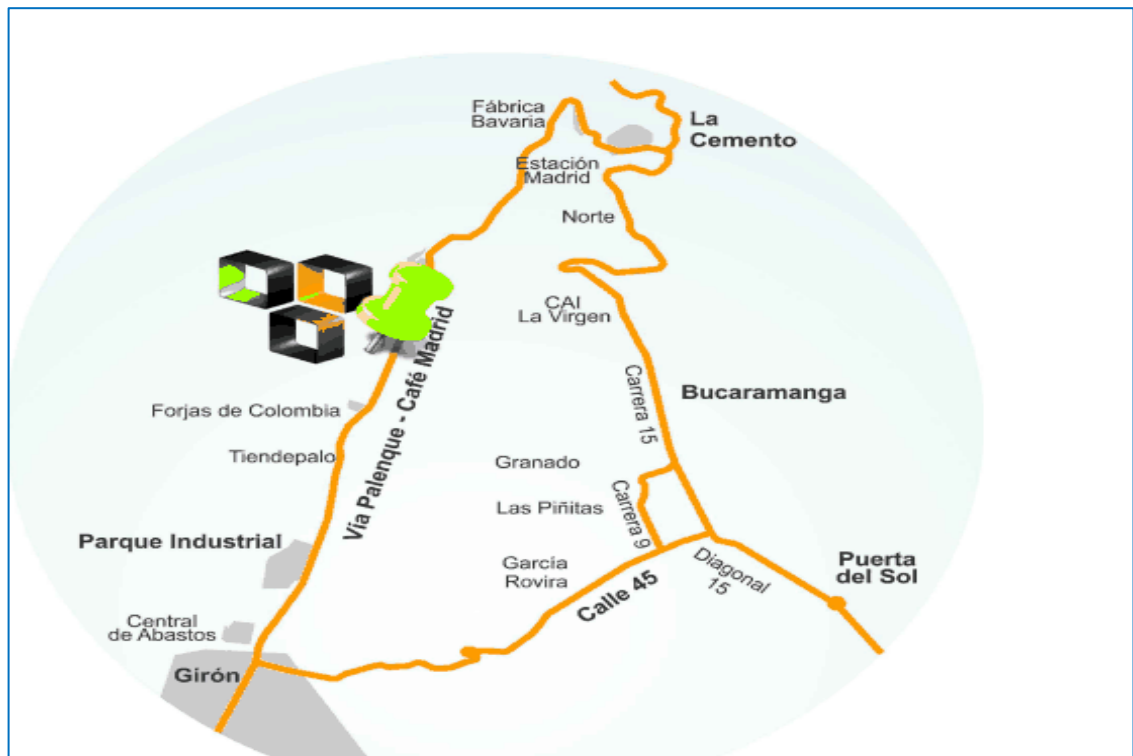 Fábrica
Bavaria
La
Cemento
Estación
Madrid
Norte
CAI
La Virgen
Vía Palenque - Café Madrid
Carrera 15
Bucaramanga
Forjas de Colombia
Tiendepalo
Granado
Las Piñitas
Carrera 9
Parque Industrial
García
Rovira
Calle 45
Diagonal
15
Puerta
del Sol
Central
de Abastos
Girón